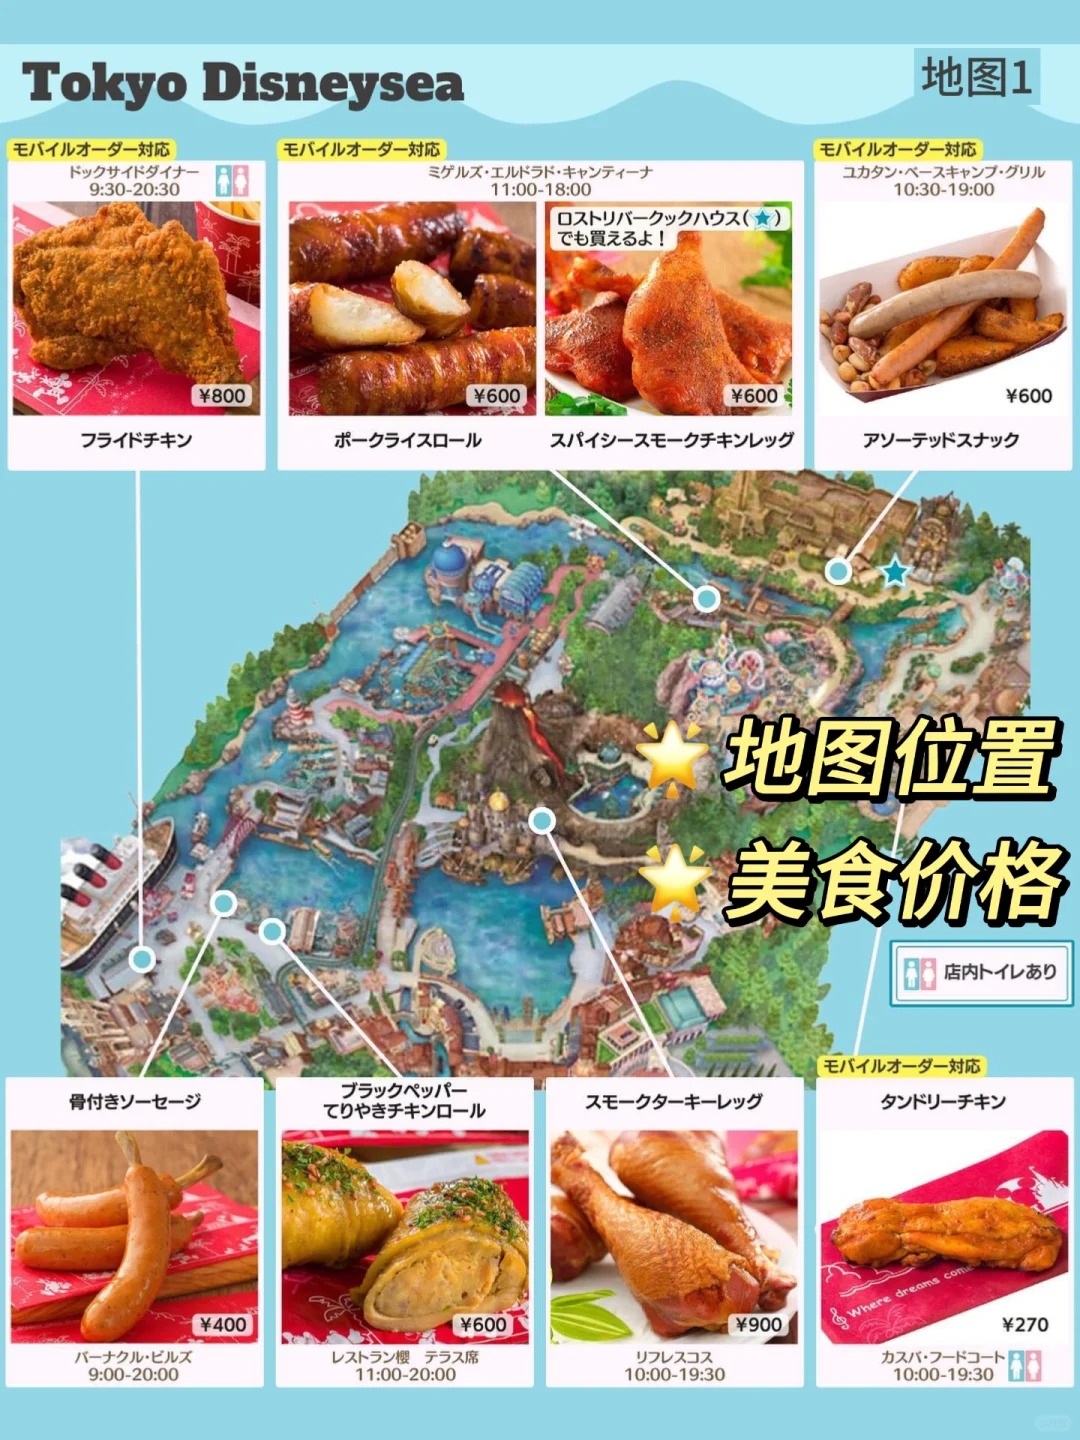 Tokyo Disneysea
地图1
モバイルオーダー対応
ドックサイドダイナー
9:30-20:30
¥800
フライドチキン
モバイルオーダー対応
ミゲルズ・エルドラド・キャンティーナ
11:00-18:00
¥600
ポークライスロール
ロストリバークックハウス(★)
でも買えるよ！
¥600
スパイシースモークチキンレッグ
モバイルオーダー対応
ユカタン・ベースキャンプ・グリル
10:30-19:00
¥600
アソーテッドスナック
地图位置
美食价格
店内トイレあり
骨付きソーセージ
¥400
バーナクル・ビルズ
9:00-20:00
ブラックペッパー
てりやきチキンロール
¥600
レストラン櫻 テラス席
11:00-20:00
スモークターキーレッグ
¥900
リフレスコス
10:00-19:30
モバイルオーダー対応
タンドリーチキン
Where dreams come
¥270
カスバ・フードコート
10:00-19:30